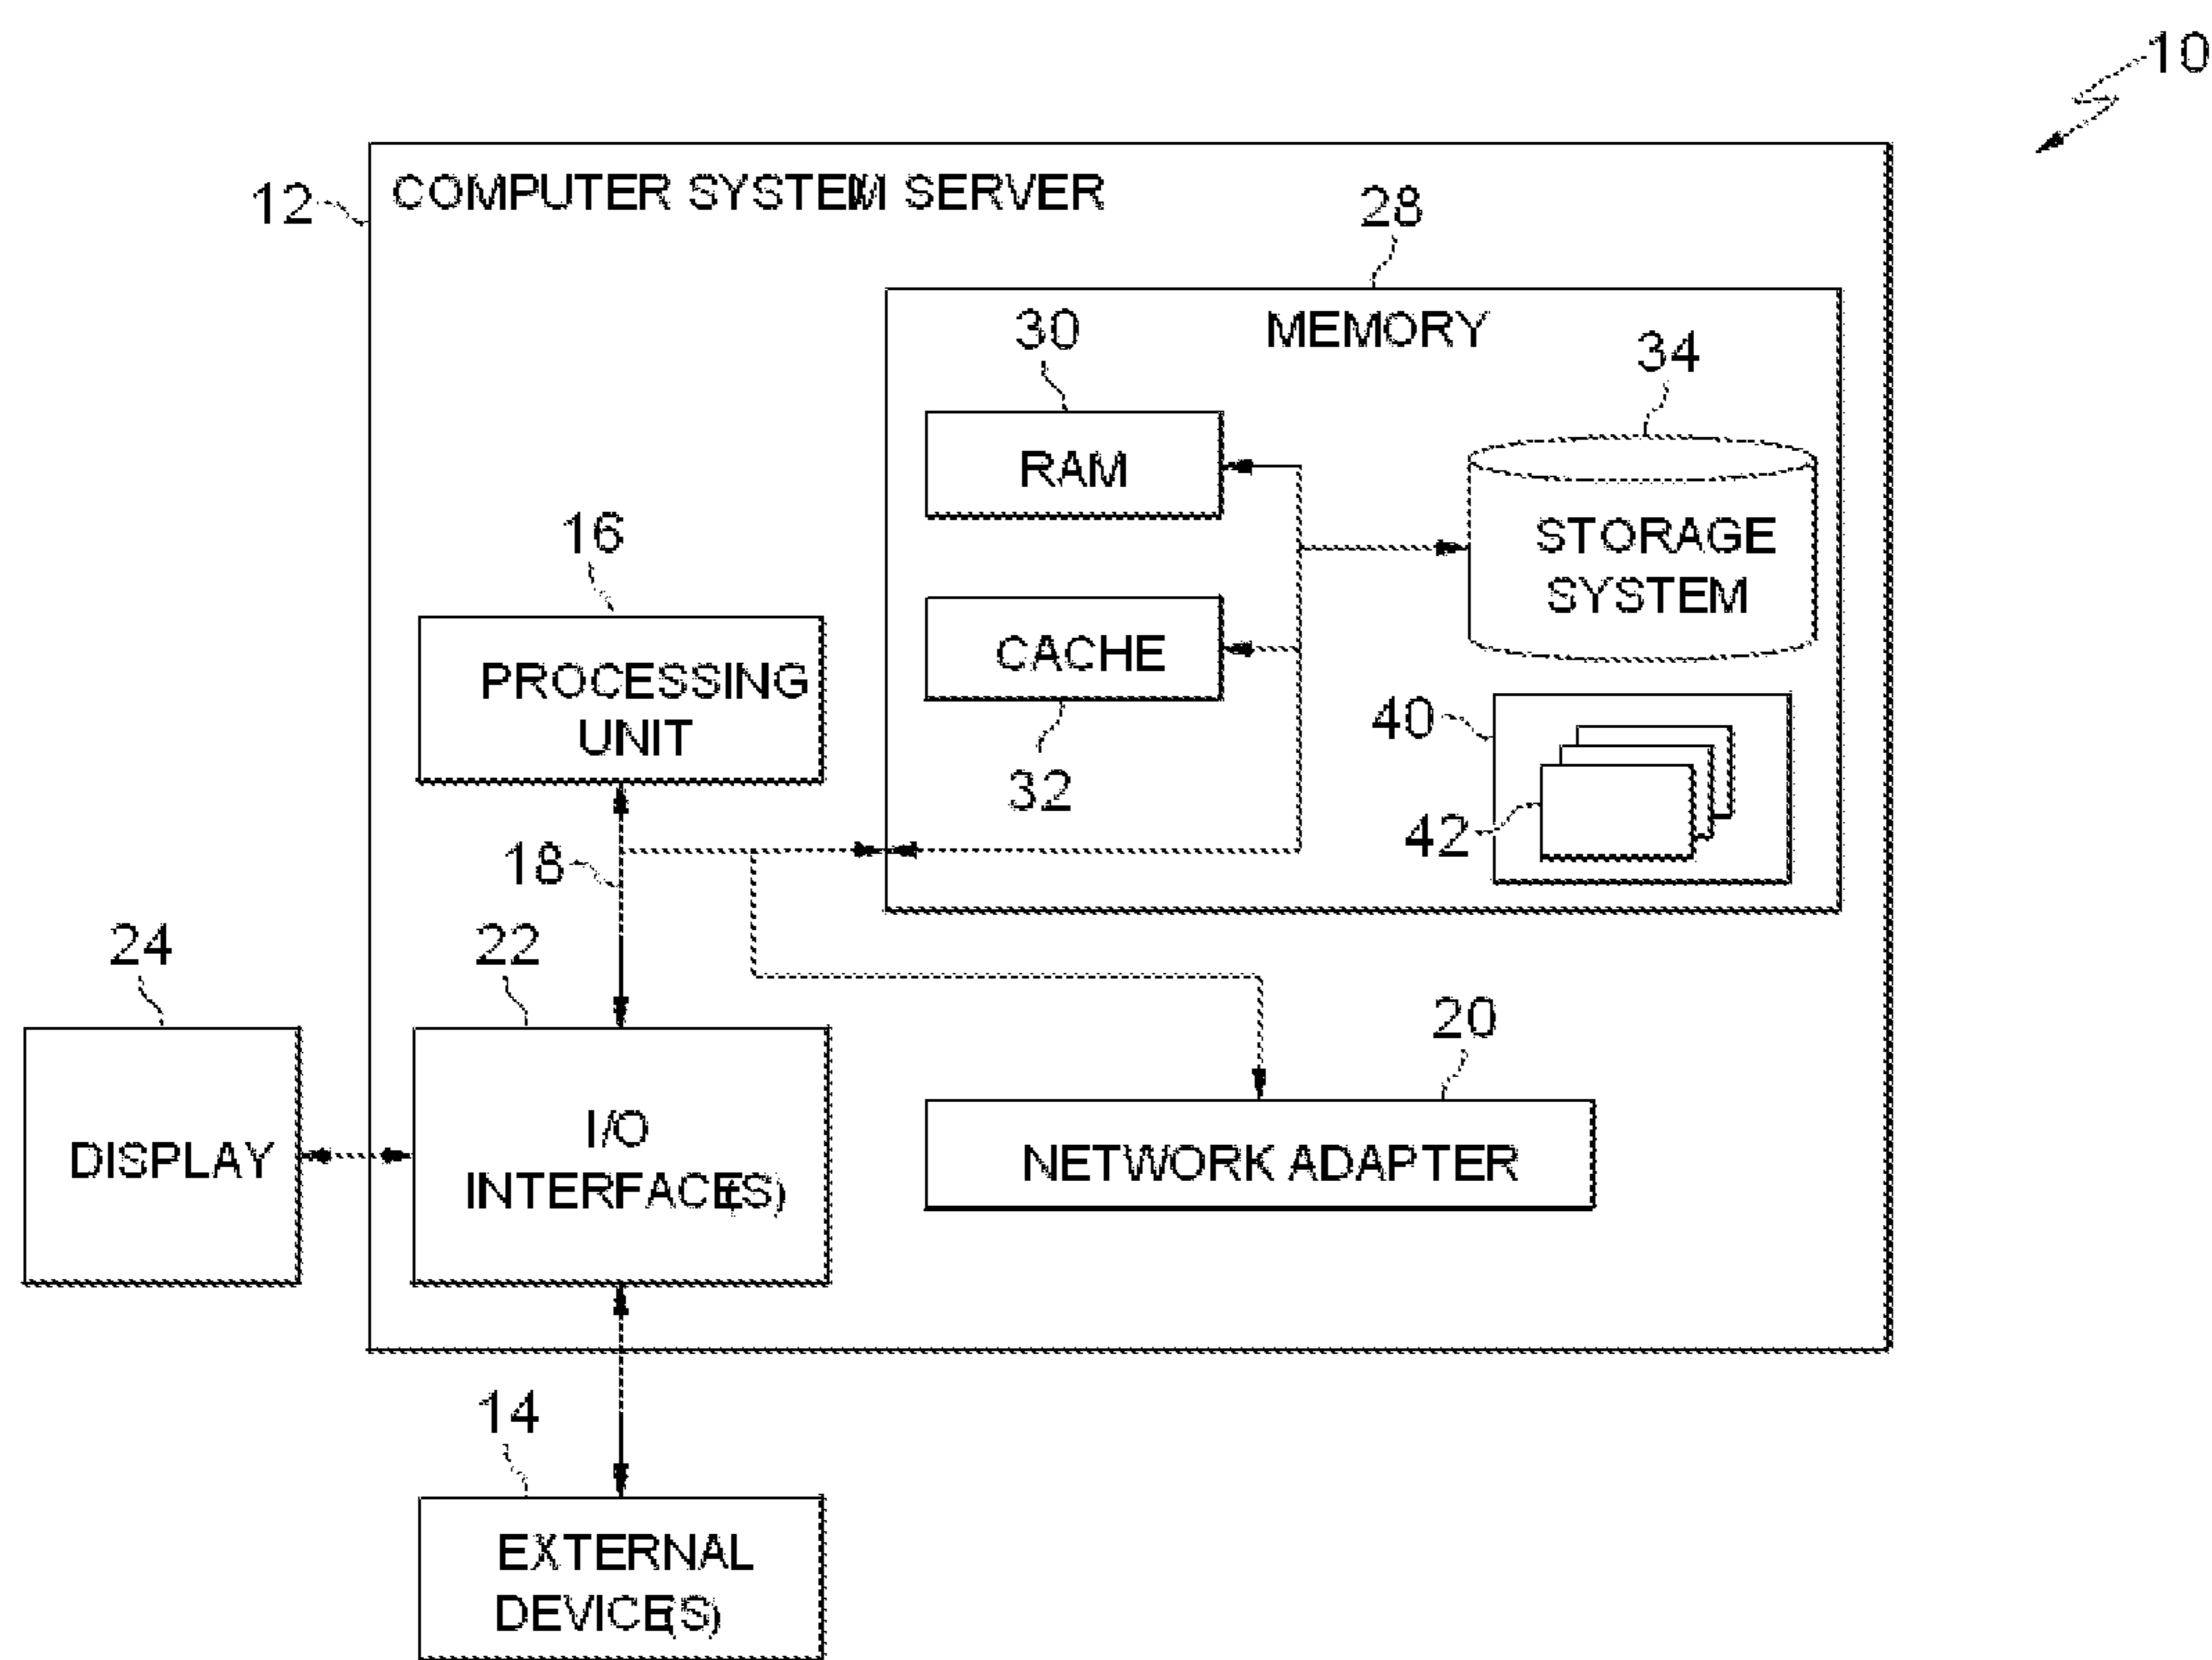 10
12
COMPUTER SYSTEM SERVER
28
MEMORY
30
34
RAM
STORAGE
SYSTEM
16
PROCESSING
UNIT
CACHE
32
40
42
18
24
22
20
DISPLAY
I/O
INTERFACE(S)
NETWORK ADAPTER
14
EXTERNAL
DEVICE(S)